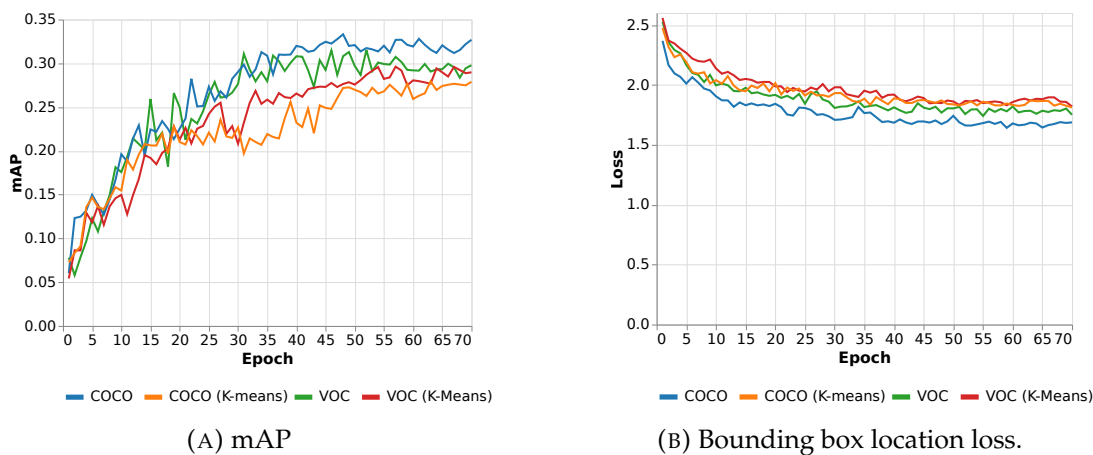 0.35
0.30
0.25
0.20
0.15
0.10
0.05
0.00
mAP
0 5 10 15 20 25 30 35 40 45 50 55 60 65 70
Epoch
COCO COCO (K-means) VOC VOC (K-Means)
(A) mAP
2.5
2.0
1.5
1.0
0.5
0.0
Loss
0 5 10 15 20 25 30 35 40 45 50 55 60 65 70
Epoch
COCO COCO (K-means) VOC VOC (K-Means)
(B) Bounding box location loss.